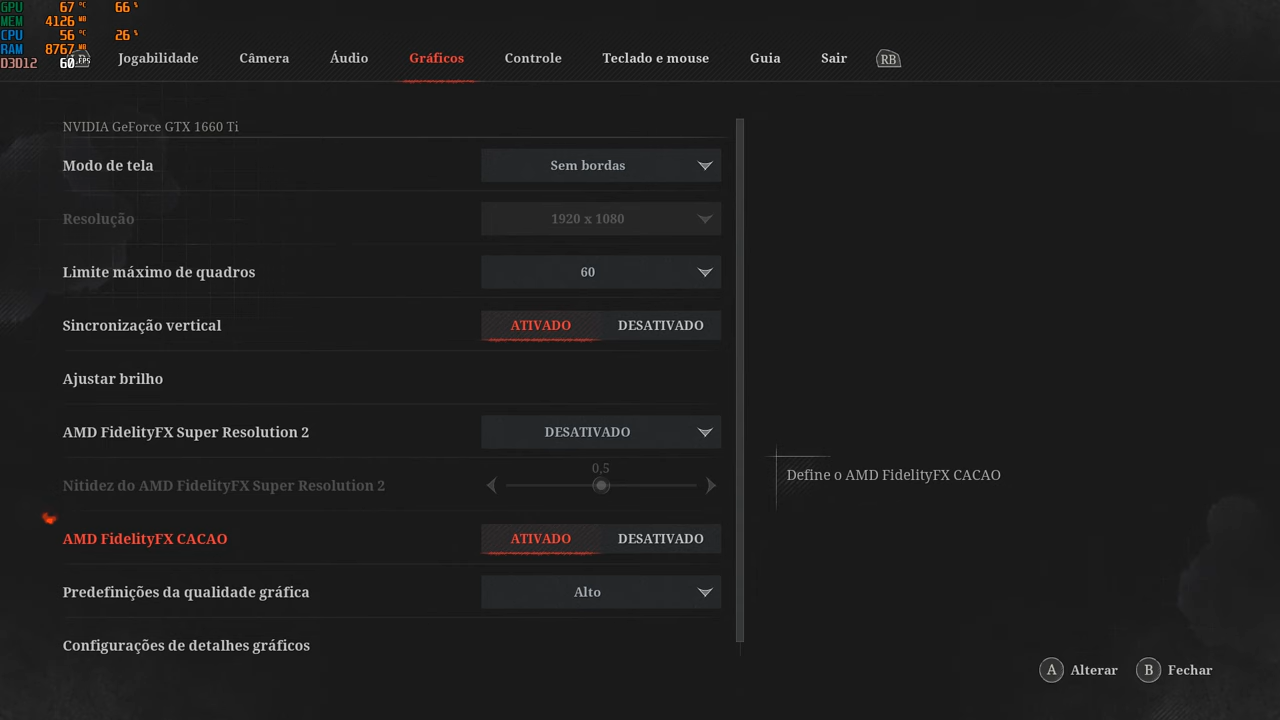 GPU 67 °C 66 %
MEM 4126 MB
CPU 56 °C 26 %
RAM 8767 MB
D3D12 60 FPS
Jogabilidade Câmera Áudio Gráficos Controle Teclado e mouse Guia Sair RB
NVIDIA GeForce GTX 1660 Ti
Modo de tela Sem bordas
Resolução 1920 x 1080
Limite máximo de quadros 60
Sincronização vertical ATIVADO DESATIVADO
Ajustar brilho
AMD FidelityFX Super Resolution 2 DESATIVADO
0,5
Nitidez do AMD FidelityFX Super Resolution 2
Define o AMD FidelityFX CACAO
AMD FidelityFX CACAO ATIVADO DESATIVADO
Predefinições da qualidade gráfica Alto
Configurações de detalhes gráficos
A Alterar B Fechar